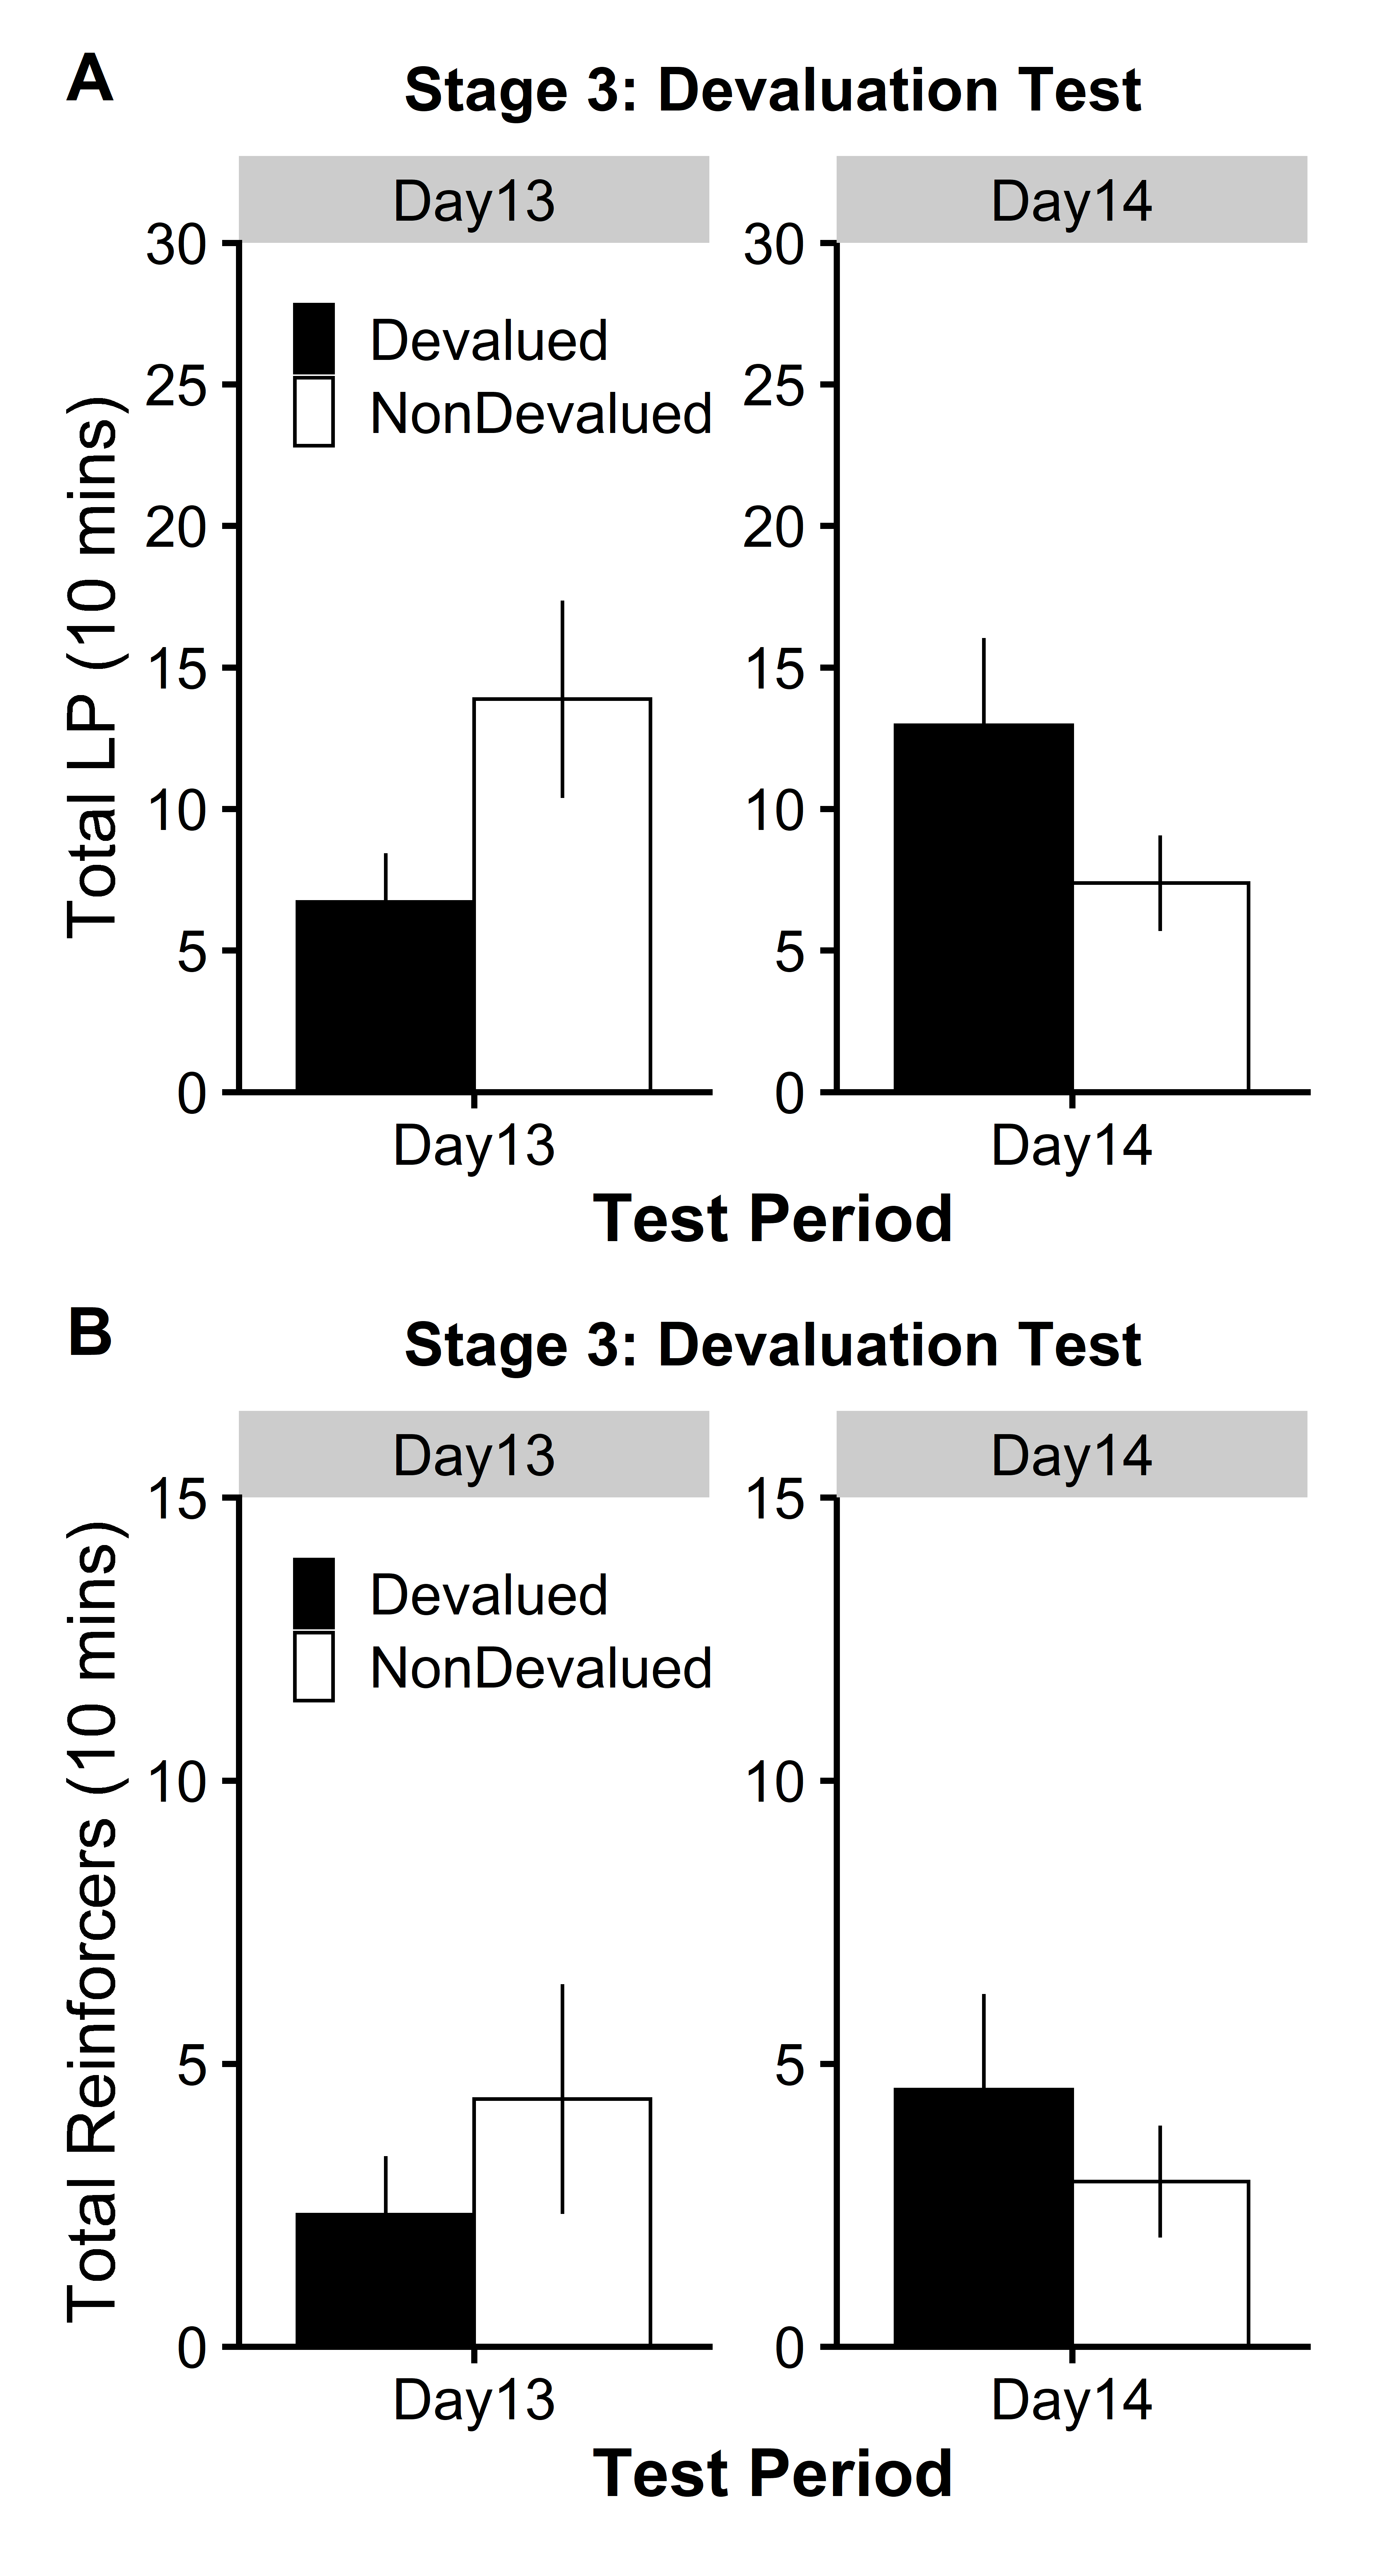 A
Stage 3: Devaluation Test
Day13
Day14
Total LP (10 mins)
30
25
20
15
10
5
0
Devalued
NonDevalued
30
25
20
15
10
5
0
Day13
Day14
Test Period
B
Stage 3: Devaluation Test
Day13
Day14
Total Reinforcers (10 mins)
15
10
5
0
Devalued
NonDevalued
15
10
5
0
Day13
Day14
Test Period